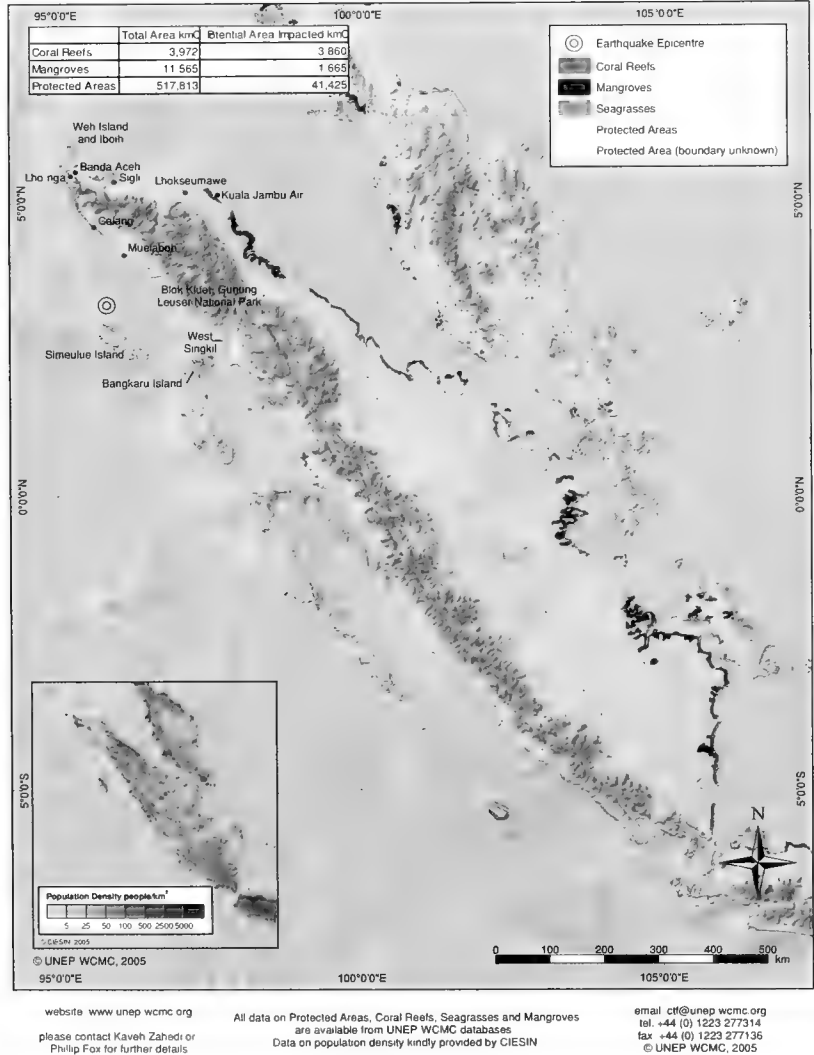 95°0'0"E 100°0'0"E 105°0'0"E
Total Area km Potential Area Impacted km
Coral Reefs 3,972 3 860
Mangroves 11 565 1 665
Protected Areas 517,813 41,425
Earthquake Epicentre
Coral Reefs
Mangroves
Seagrasses
Protected Areas
Protected Area (boundary unknown)
Weh Island
and Iboih
Banda Aceh
Lho nga
Sigli
Lhokseumawe
Kuala Jambu Air
Calang
Muelaboh
Blok Kluet, Gunung
Leuser National Park
West
Singkil
Simeulue Island
Bangkaru Island
5°0'0"N 5°0'0"N
0°0'0"N 0°0'0"N
5°0'0"S 5°0'0"S
N
Population Density people/km²
5 25 50 100 500 2500 5000
© CIESIN 2005
© UNEP WCMC, 2005
0 100 200 300 400 500
km
95°0'0"E 100°0'0"E 105°0'0"E
website www unep wcmc org
please contact Kaveh Zahedi or
Phillip Fox for further details
All data on Protected Areas, Coral Reefs, Seagrasses and Mangroves
are available from UNEP WCMC databases
Data on population density kindly provided by CIESIN
email ctf@unep wcmc.org
tel. +44 (0) 1223 277314
fax +44 (0) 1223 277136
© UNEP WCMC, 2005